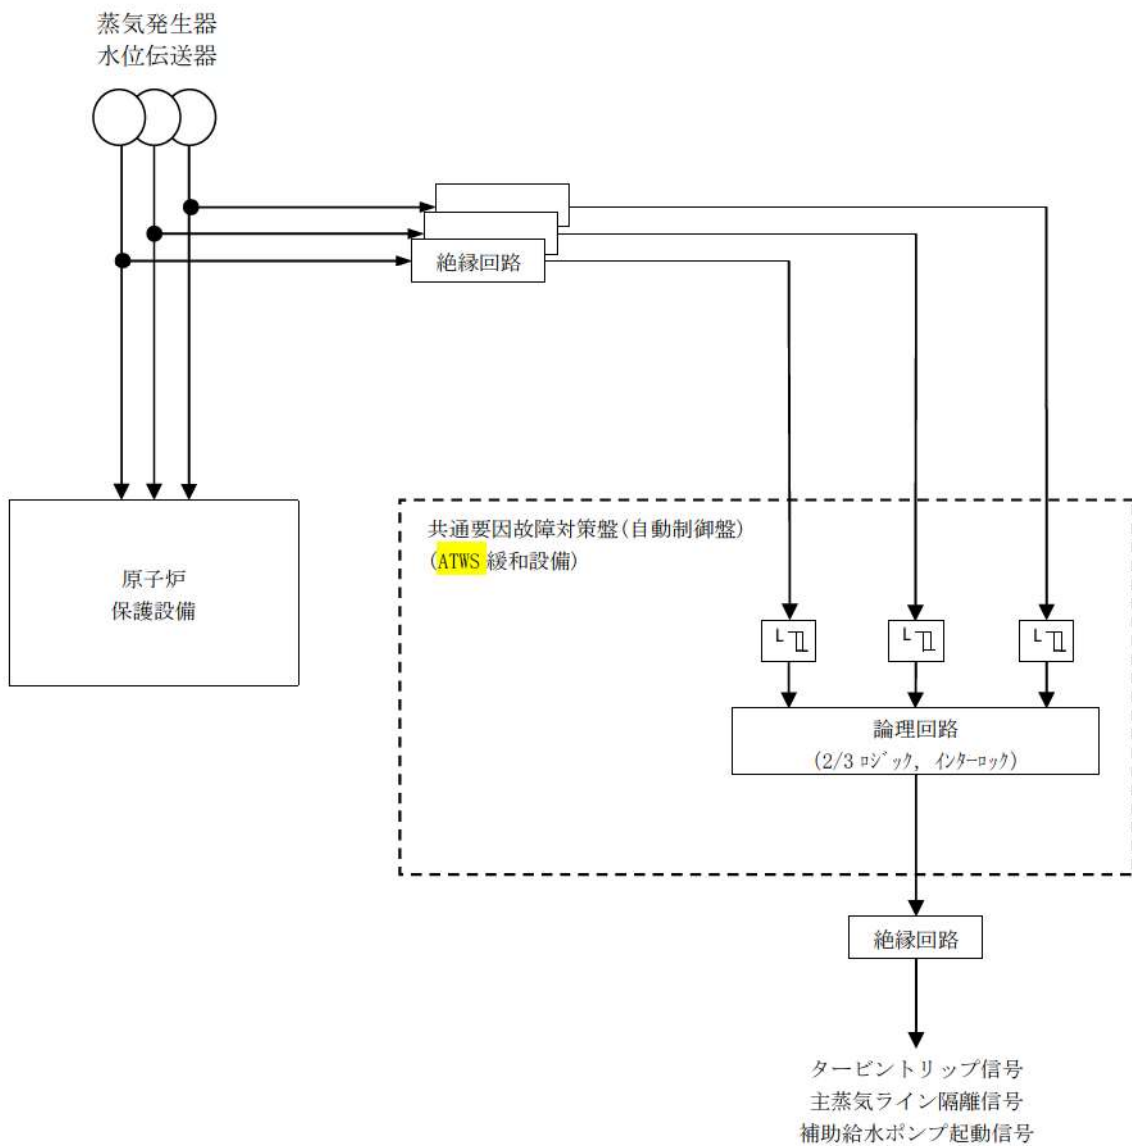 蒸気発生器
水位伝送器
絶縁回路
共通要因故障対策盤(自動制御盤)
(ATWS 緩和設備)
原子炉
保護設備
L
L
L
論理回路
(2/3 ﾛｼﾞｯｸ, ｲﾝﾀｰﾛｯｸ)
絶縁回路
タービントリップ信号
主蒸気ライン隔離信号
補助給水ポンプ起動信号